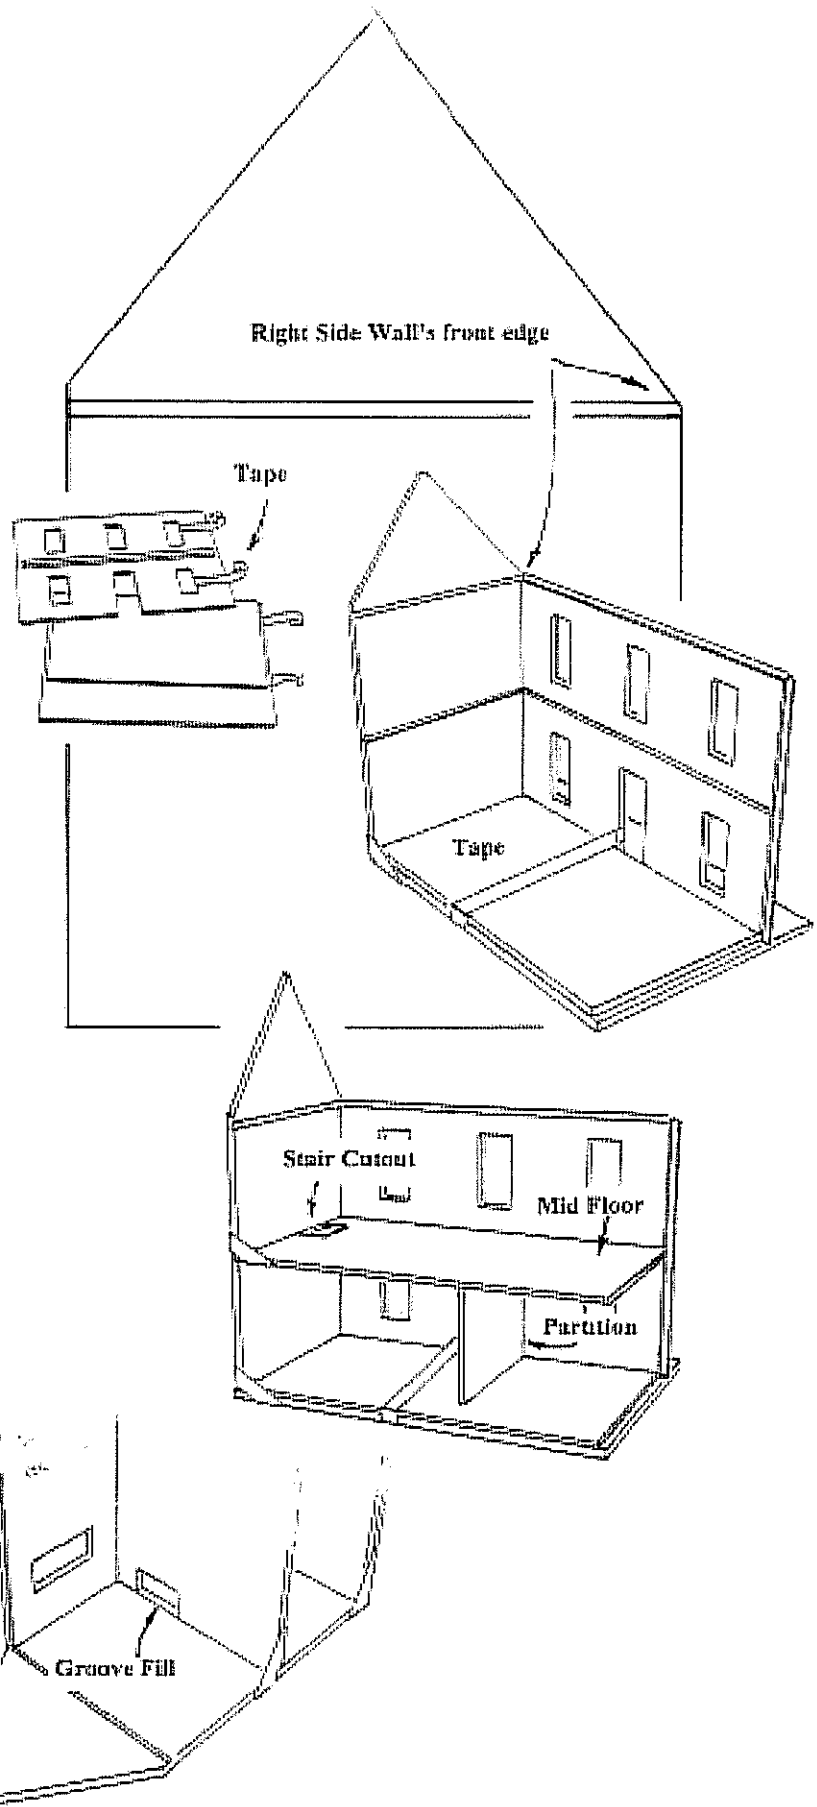 Right Side Wall's front edge
Tape
Tape
Stair Cutout
Mid Floor
Partition
Groove Fill